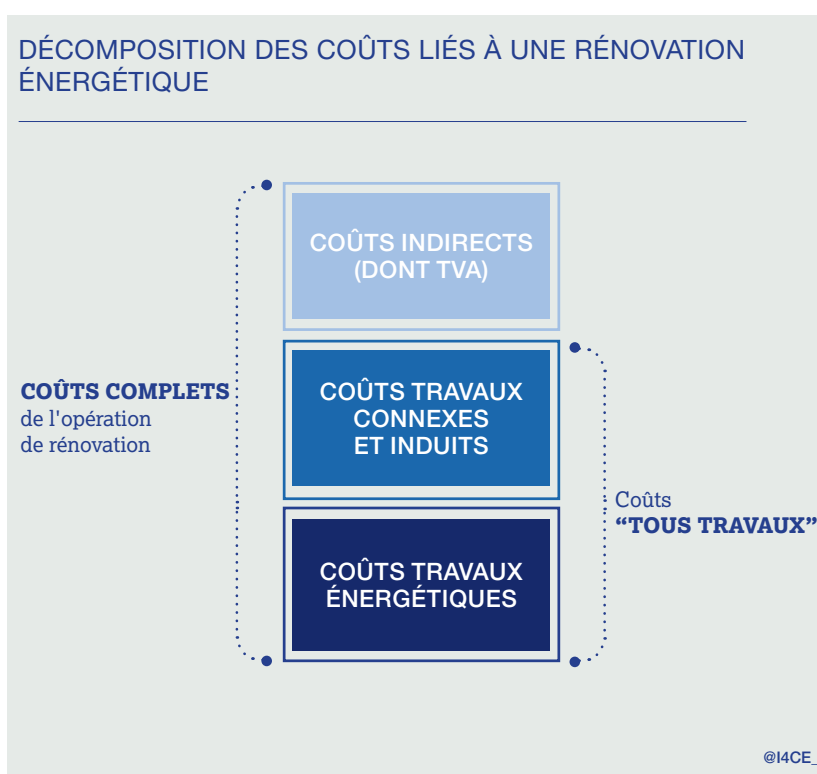 DÉCOMPOSITION DES COÛTS LIÉS À UNE RÉNOVATION
ÉNERGÉTIQUE
COÛTS INDIRECTS
(DONT TVA)
COÛTS COMPLETS
de l'opération
de rénovation
COÛTS TRAVAUX
CONNEXES
ET INDUITS
Coûts
“TOUS TRAVAUX”
COÛTS TRAVAUX
ÉNERGÉTIQUES
@I4CE_